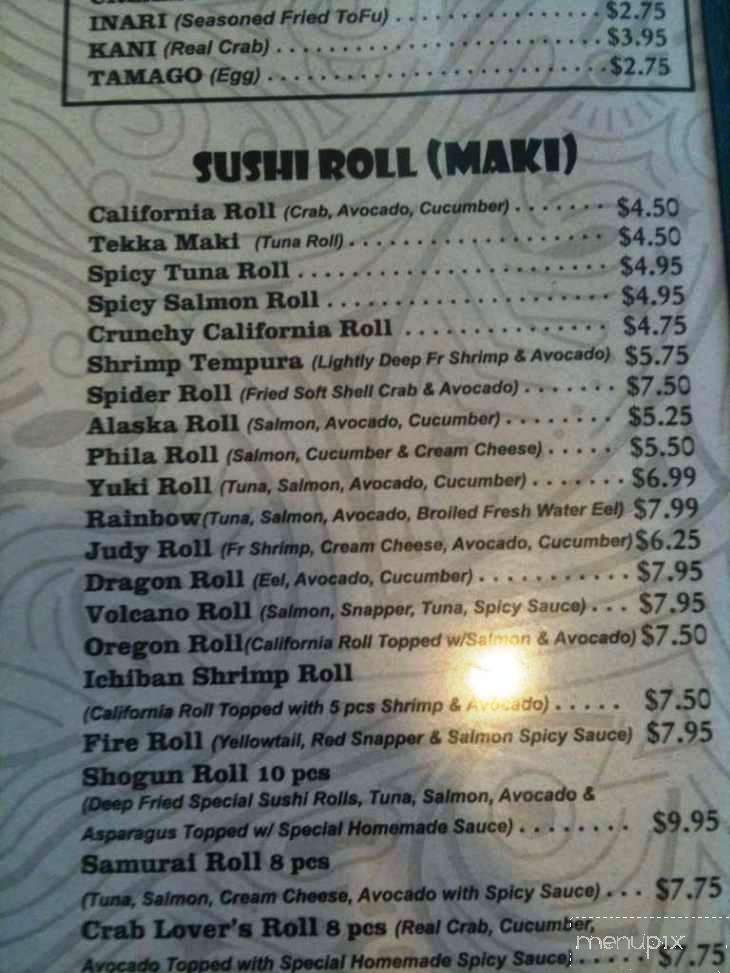 INARI (Seasoned Fried ToFu) . . . . . . . . . . . . . . . . $2.75
KANI (Real Crab) . . . . . . . . . . . . . . . . . . . . . . . . . $3.95
TAMAGO (Egg) . . . . . . . . . . . . . . . . . . . . . . . . . . $2.75
SUSHI ROLL (MAKI)
California Roll (Crab, Avocado, Cucumber) . . . . . . . $4.50
Tekka Maki (Tuna Roll) . . . . . . . . . . . . . . . . . . . . $4.50
Spicy Tuna Roll . . . . . . . . . . . . . . . . . . . . . . . . $4.95
Spicy Salmon Roll . . . . . . . . . . . . . . . . . . . . . . $4.95
Crunchy California Roll . . . . . . . . . . . . . . . . $4.75
Shrimp Tempura (Lightly Deep Fr Shrimp & Avocado) $5.75
Spider Roll (Fried Soft Shell Crab & Avocado) . . . . . . . $7.50
Alaska Roll (Salmon, Avocado, Cucumber) . . . . . . . . $5.25
Phila Roll (Salmon, Cucumber & Cream Cheese) . . . . . $5.50
Yuki Roll (Tuna, Salmon, Avocado, Cucumber) . . . . . . . $6.99
Rainbow(Tuna, Salmon, Avocado, Broiled Fresh Water Eel) $7.99
Judy Roll (Fr Shrimp, Cream Cheese, Avocado, Cucumber)$6.25
Dragon Roll (Eel, Avocado, Cucumber) . . . . . . . . . . . $7.95
Volcano Roll (Salmon, Snapper, Tuna, Spicy Sauce) . . . $7.95
Oregon Roll(California Roll Topped w/Salmon & Avocado) $7.50
Ichiban Shrimp Roll
(California Roll Topped with 5 pcs Shrimp & Avocado) . . . . . $7.50
Fire Roll (Yellowtail, Red Snapper & Salmon Spicy Sauce) $7.95
Shogun Roll 10 pcs
(Deep Fried Special Sushi Rolls, Tuna, Salmon, Avocado &
Asparagus Topped w/ Special Homemade Sauce) . . . . . . . . $9.95
Samurai Roll 8 pcs
(Tuna, Salmon, Cream Cheese, Avocado with Spicy Sauce) . . . $7.75
Crab Lover's Roll 8 pcs (Real Crab, Cucumber,
Avocado Topped with Special Homemade Spicy Sauce) . . . . . $7.75
menupix